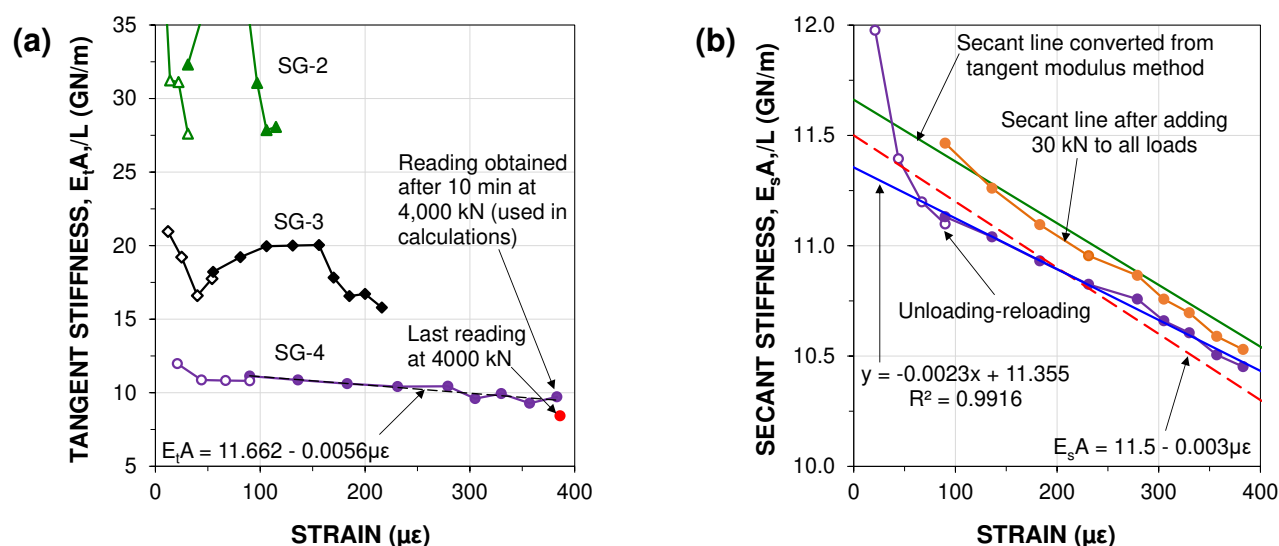 (a)
TANGENT STIFFNESS, EₜA,/L (GN/m)
35
30
25
20
15
10
5
0
100
200
300
400
STRAIN (µε)
SG-2
SG-3
SG-4
Reading obtained
after 10 min at
4,000 kN (used in
calculations)
Last reading
at 4000 kN
EₜA = 11.662 - 0.0056µε
(b)
SECANT STIFFNESS, EₛA,/L (GN/m)
12.0
11.5
11.0
10.5
10.0
0
100
200
300
400
STRAIN (µε)
Secant line converted from
tangent modulus method
Secant line after adding
30 kN to all loads
Unloading-reloading
y = -0.0023x + 11.355
R² = 0.9916
EₛA = 11.5 - 0.003µε